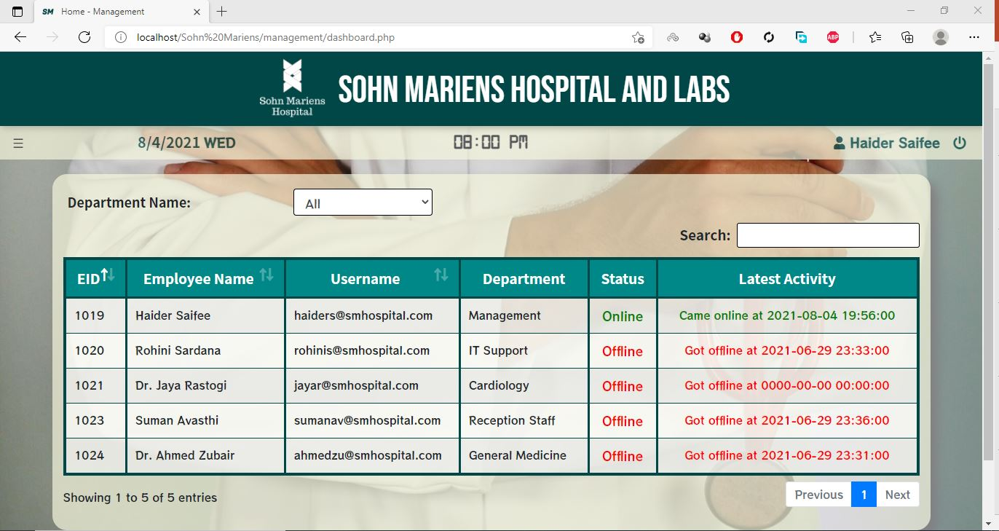 SM Home - Management
localhost/Sohn%20Mariens/management/dashboard.php
ABP
Sohn Mariens
Hospital
SOHN MARIENS HOSPITAL AND LABS
8/4/2021 WED 08:00 PM Haider Saifee
Department Name: All
Search:
EID Employee Name Username Department Status Latest Activity
1019 Haider Saifee haiders@smhospital.com Management Online Came online at 2021-08-04 19:56:00
1020 Rohini Sardana rohinis@smhospital.com IT Support Offline Got offline at 2021-06-29 23:33:00
1021 Dr. Jaya Rastogi jayar@smhospital.com Cardiology Offline Got offline at 0000-00-00 00:00:00
1023 Suman Avasthi sumanav@smhospital.com Reception Staff Offline Got offline at 2021-06-29 23:36:00
1024 Dr. Ahmed Zubair ahmedzu@smhospital.com General Medicine Offline Got offline at 2021-06-29 23:31:00
Showing 1 to 5 of 5 entries Previous 1 Next